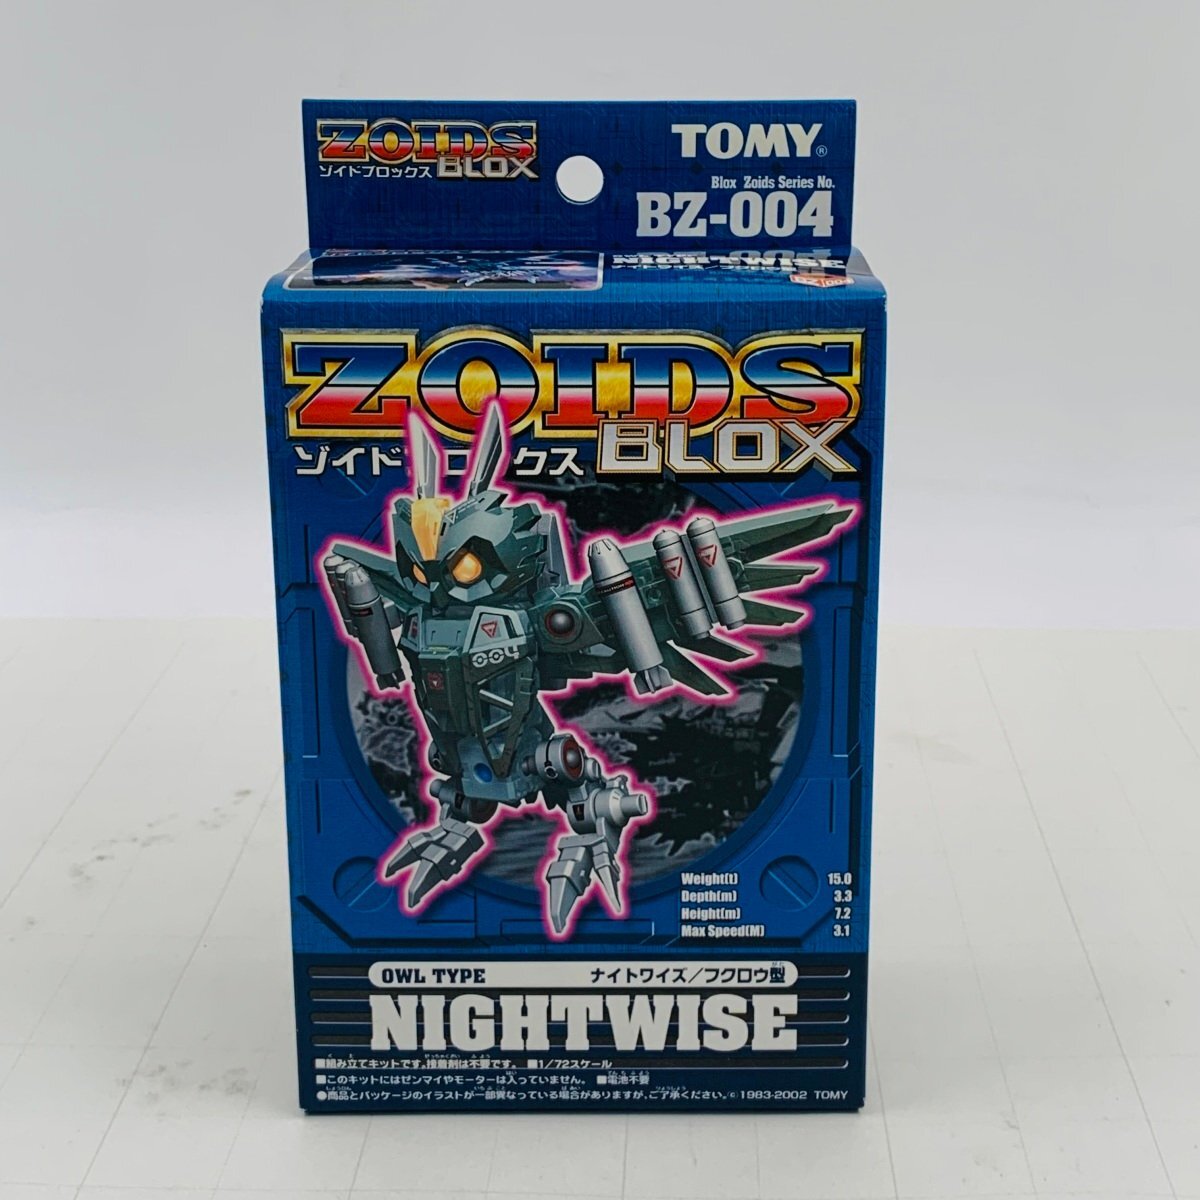 ZOIDS
BLOX
ゾイドブロックス
TOMY®
Blox Zoids Series No.
BZ-004
NIGHTWISE
ZOIDS
BLOX
ゾイドブロックス
004
Weight(t) 15.0
Depth(m) 3.3
Height(m) 7.2
Max Speed(M) 3.1
OWL TYPE ナイトワイズ/フクロウ型
NIGHTWISE
■組み立てキットです。接着剤は不要です。 ■1/72スケール
■このキットにはゼンマイやモーターは入っていません。 ■電池不要
●商品とパッケージのイラストが一部異なっている場合がありますが、ご了承ください。 © 1983-2002 TOMY